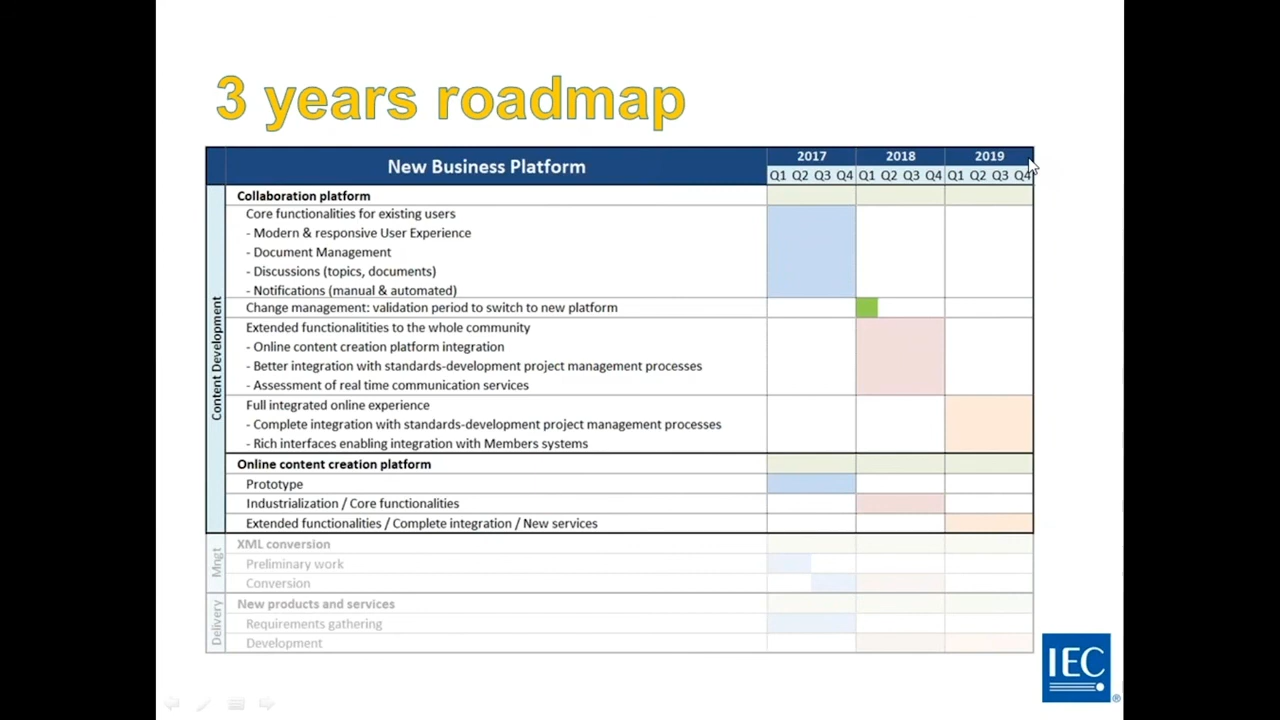 3 years roadmap
New Business Platform
2017 2018 2019
Q1 Q2 Q3 Q4 Q1 Q2 Q3 Q4 Q1 Q2 Q3 Q4
Content Development
Collaboration platform
Core functionalities for existing users
- Modern & responsive User Experience
- Document Management
- Discussions (topics, documents)
- Notifications (manual & automated)
Change management: validation period to switch to new platform
Extended functionalitities to the whole community
- Online content creation platform integration
- Better integration with standards-development project management processes
- Assessment of real time communication services
Full integrated online experience
- Complete integration with standards-development project management processes
- Rich interfaces enabling integration with Members systems
Online content creation platform
Prototype
Industrialization / Core functionalities
Extended functionalities / Complete integration / New services
Mngt
XML conversion
Preliminary work
Conversion
Delivery
New products and services
Requirements gathering
Development
IEC
®